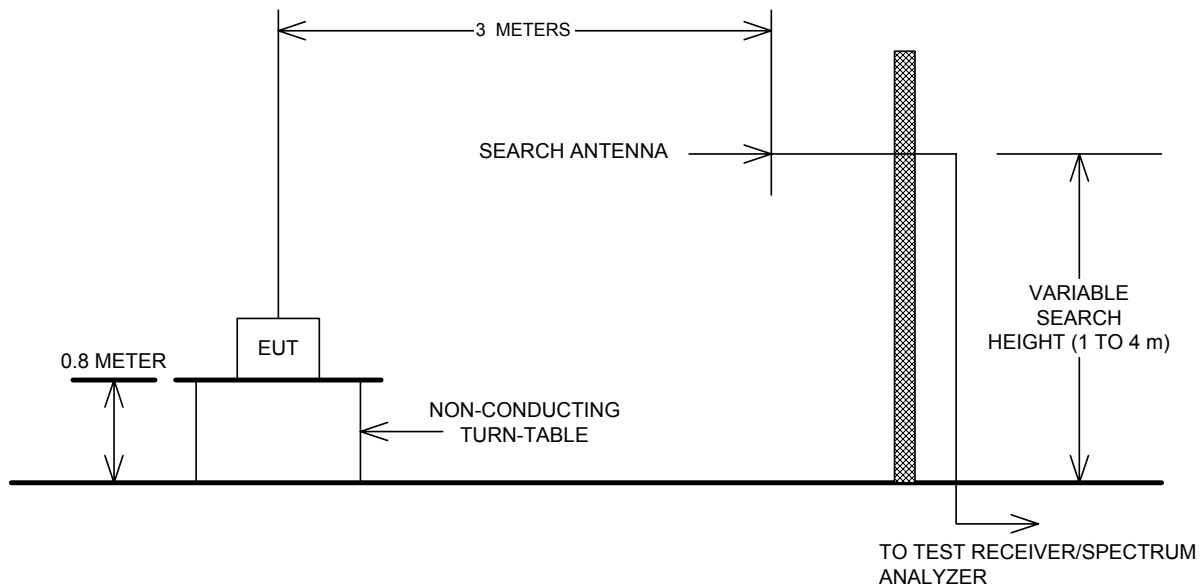 3 METERS
SEARCH ANTENNA
VARIABLE
SEARCH
HEIGHT (1 TO 4 m)
EUT
0.8 METER
NON-CONDUCTING
TURN-TABLE
TO TEST RECEIVER/SPECTRUM
ANALYZER